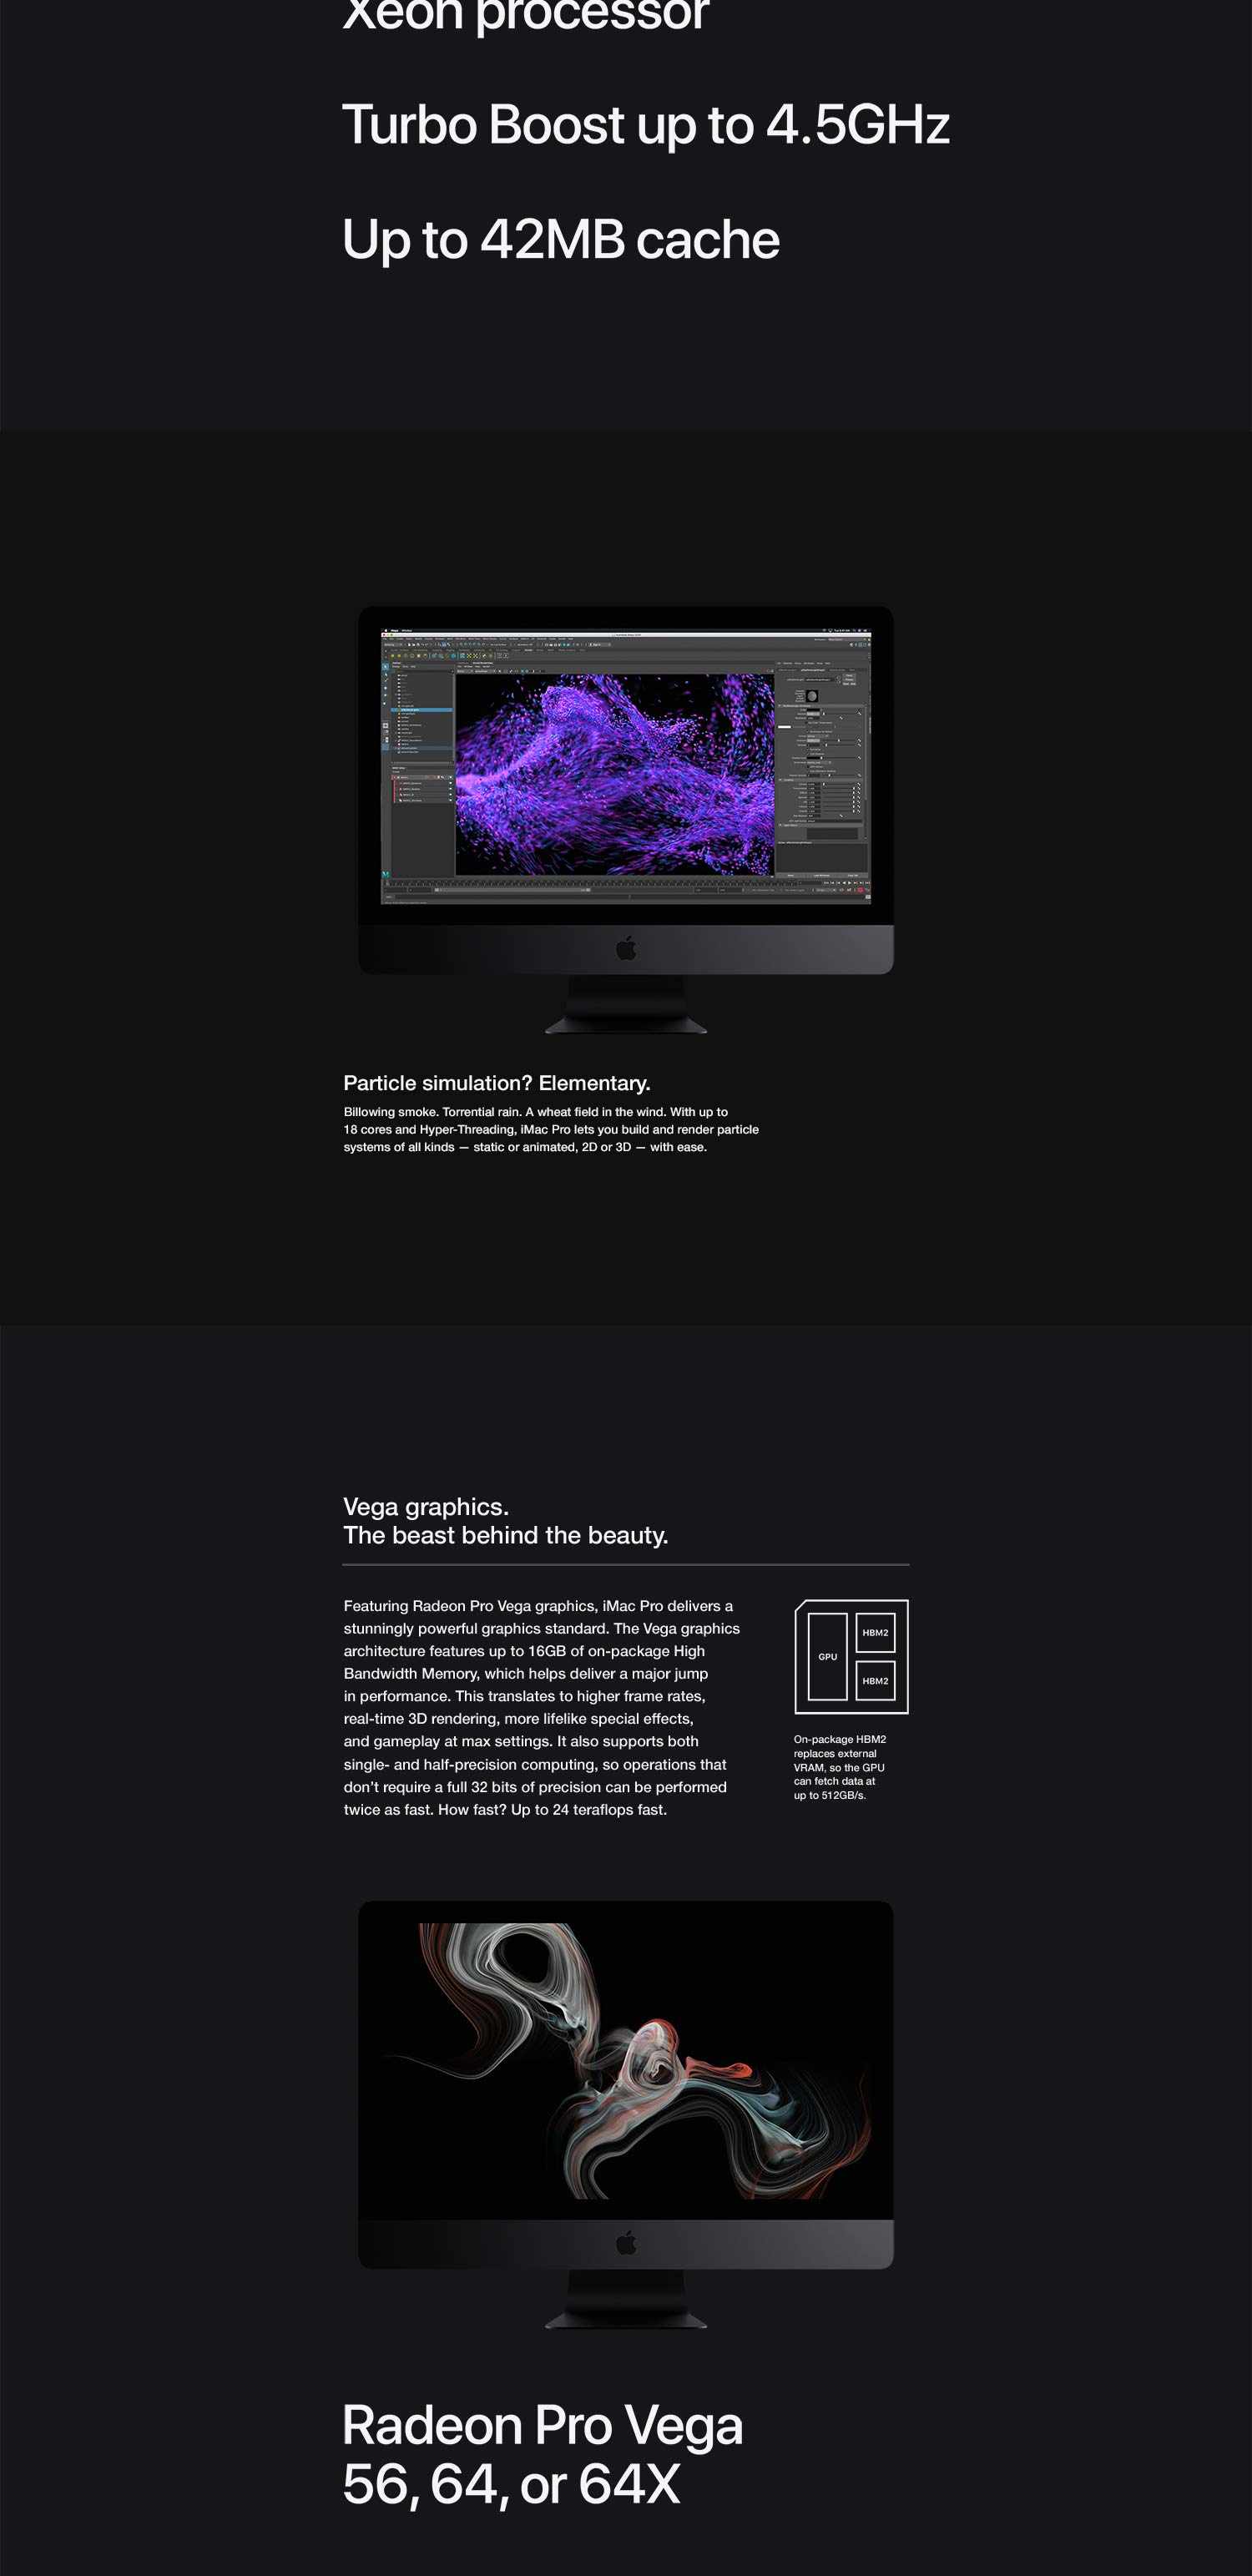 Xeon processor
Turbo Boost up to 4.5GHz
Up to 42MB cache
Particle simulation? Elementary.
Billowing smoke. Torrential rain. A wheat field in the wind. With up to
18 cores and Hyper-Threading, iMac Pro lets you build and render particle
systems of all kinds — static or animated, 2D or 3D — with ease.
Vega graphics.
The beast behind the beauty.
Featuring Radeon Pro Vega graphics, iMac Pro delivers a
stunningly powerful graphics standard. The Vega graphics
architecture features up to 16GB of on-package High
Bandwidth Memory, which helps deliver a major jump
in performance. This translates to higher frame rates,
real-time 3D rendering, more lifelike special effects,
and gameplay at max settings. It also supports both
single- and half-precision computing, so operations that
don’t require a full 32 bits of precision can be performed
twice as fast. How fast? Up to 24 teraflops fast.
GPU
HBM2
HBM2
On-package HBM2
replaces external
VRAM, so the GPU
can fetch data at
up to 512GB/s.
Radeon Pro Vega
56, 64, or 64X